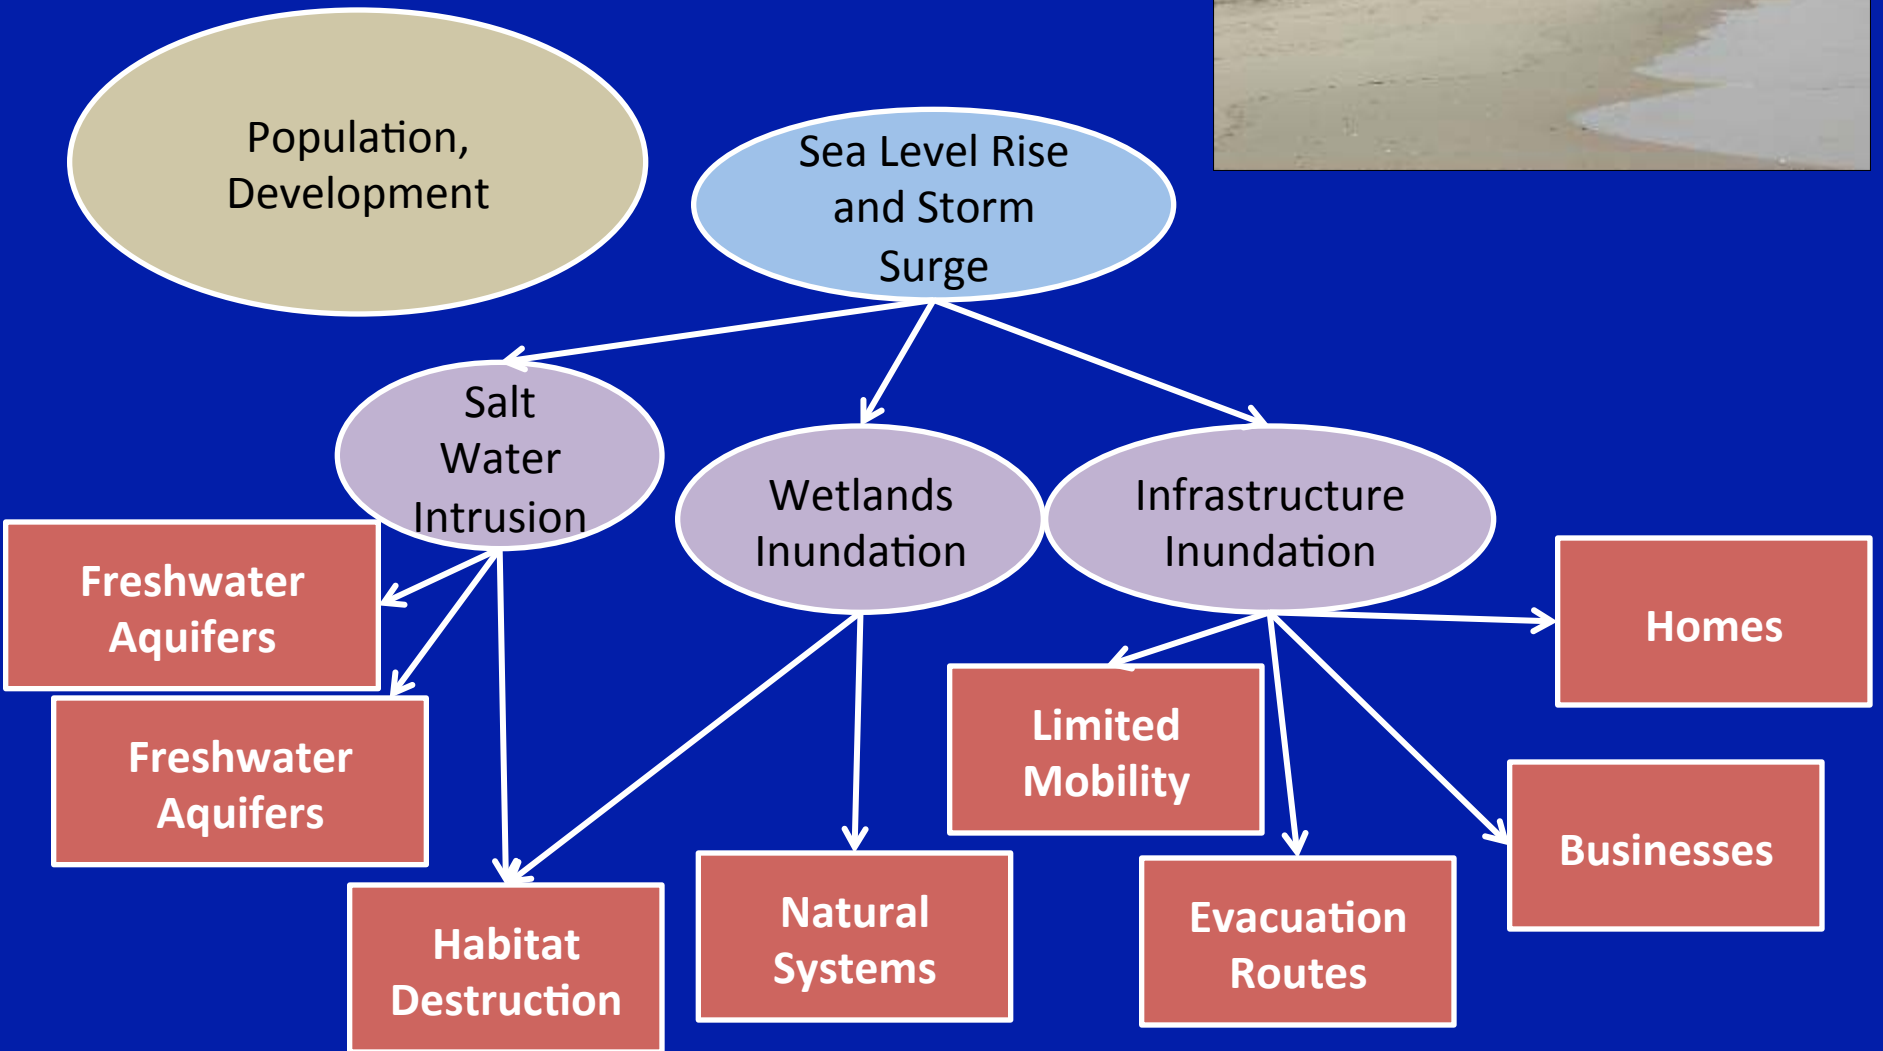 Population,
Development
Sea Level Rise
and Storm
Surge
Salt
Water
Intrusion
Wetlands
Inundation
Infrastructure
Inundation
Freshwater
Aquifers
Freshwater
Aquifers
Habitat
Destruction
Natural
Systems
Limited
Mobility
Evacuation
Routes
Homes
Businesses